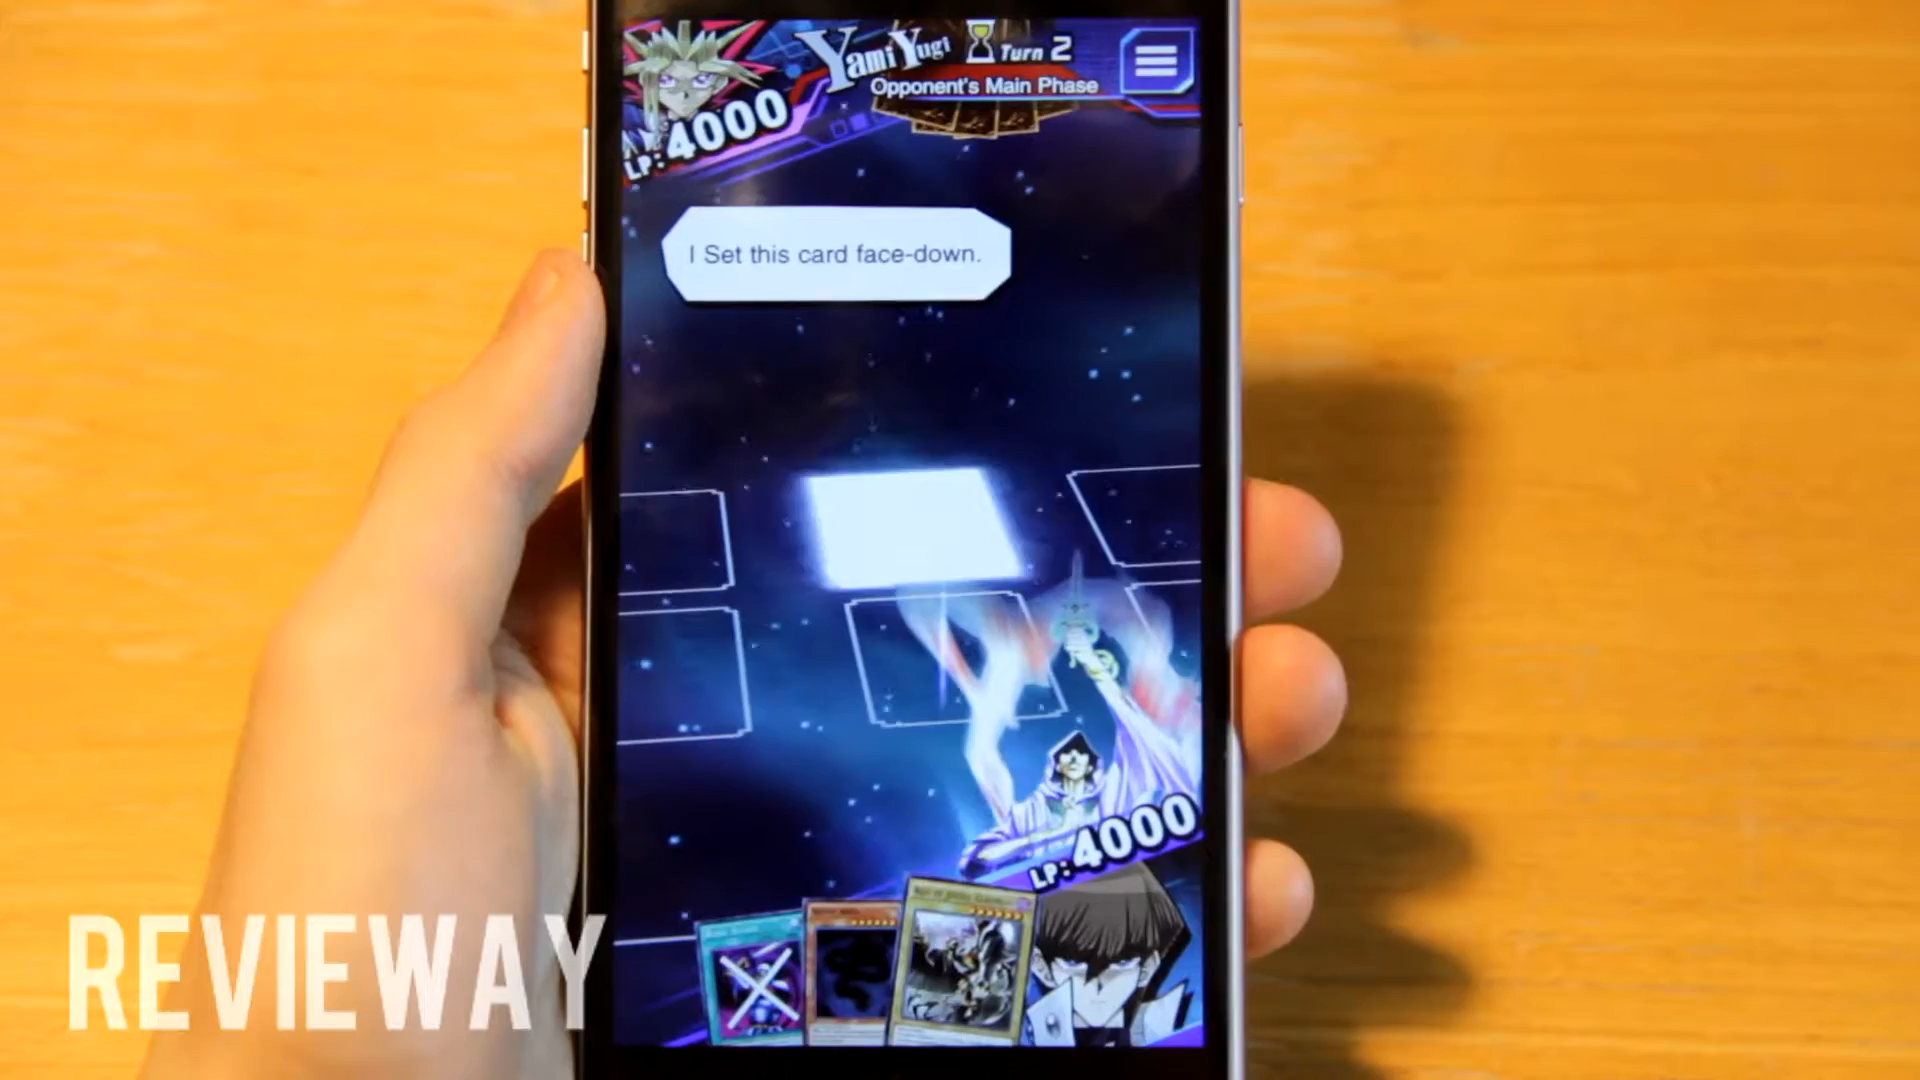 Yami Yugi
Turn 2
Opponent's Main Phase
LP:4000
I Set this card face-down.
LP:4000
REVIEWAY